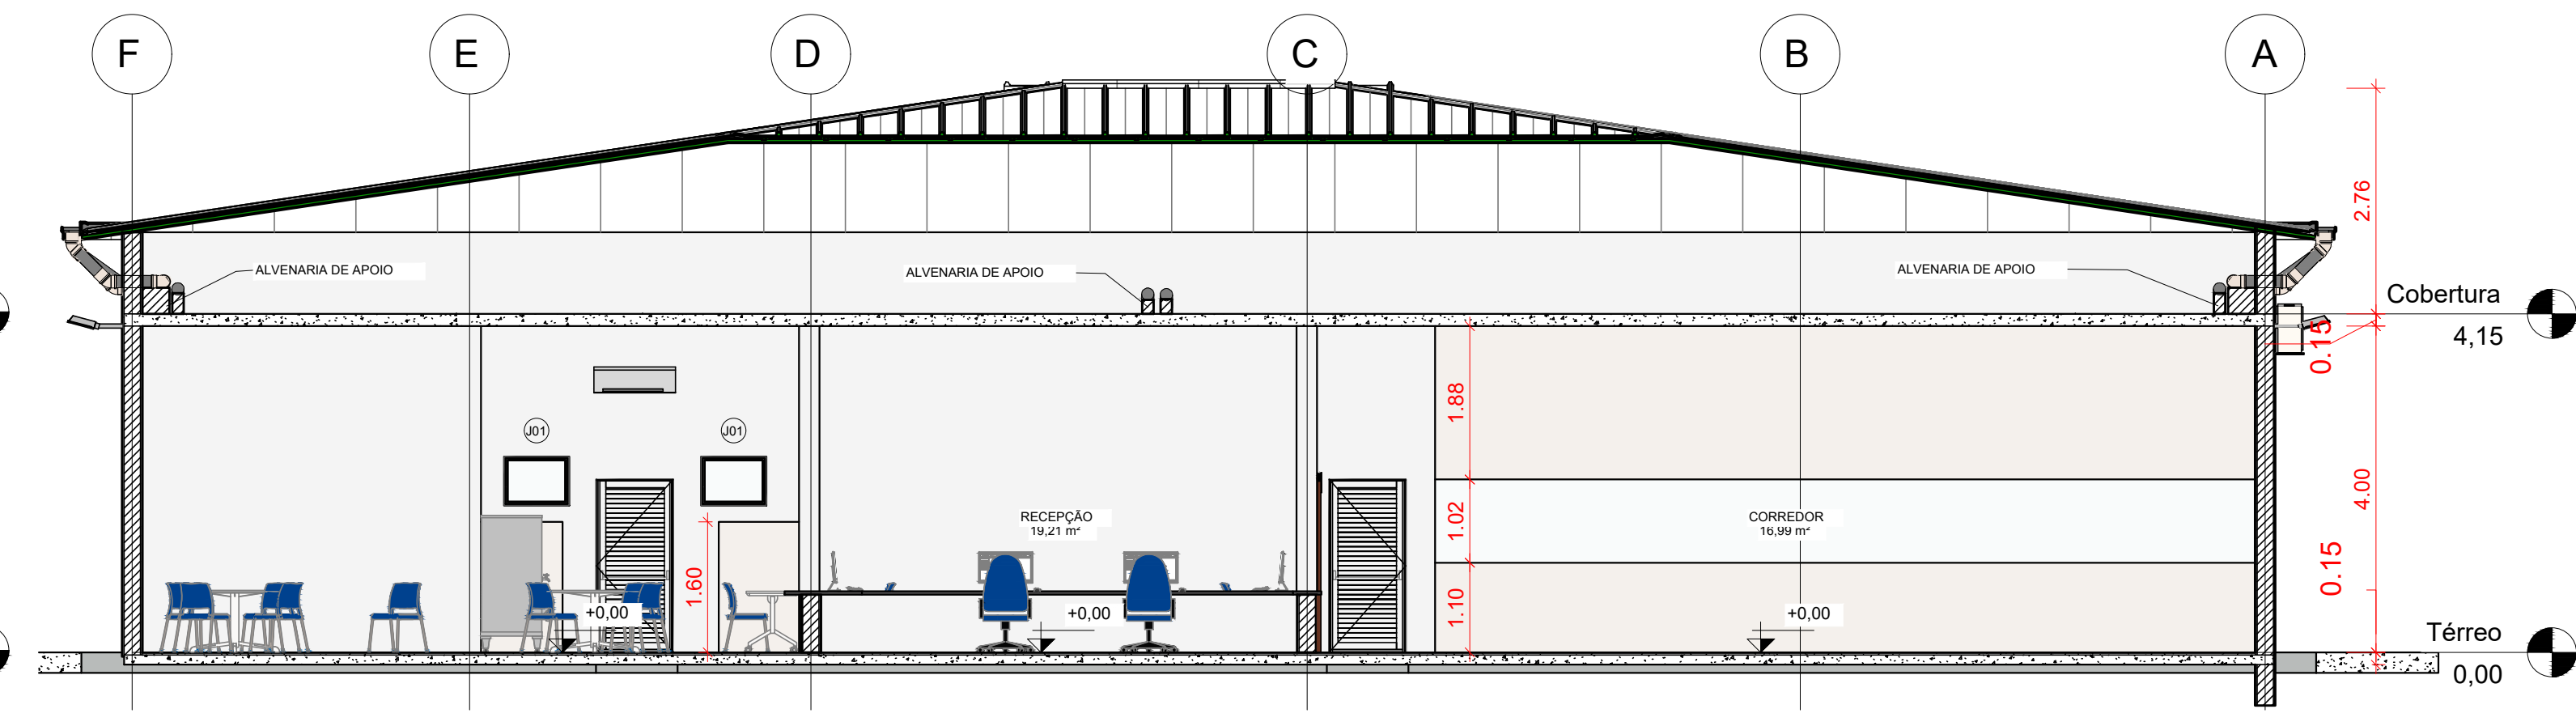 F
E
D
C
B
A
2.76
ALVENARIA DE APOIO
ALVENARIA DE APOIO
ALVENARIA DE APOIO
Cobertura
4,15
0.15
1.88
J01
J01
4.00
1.02
RECEPÇÃO
19,21 m²
CORREDOR
16,99 m²
1.60
0.15
1.10
+0,00
+0,00
+0,00
Térreo
0,00